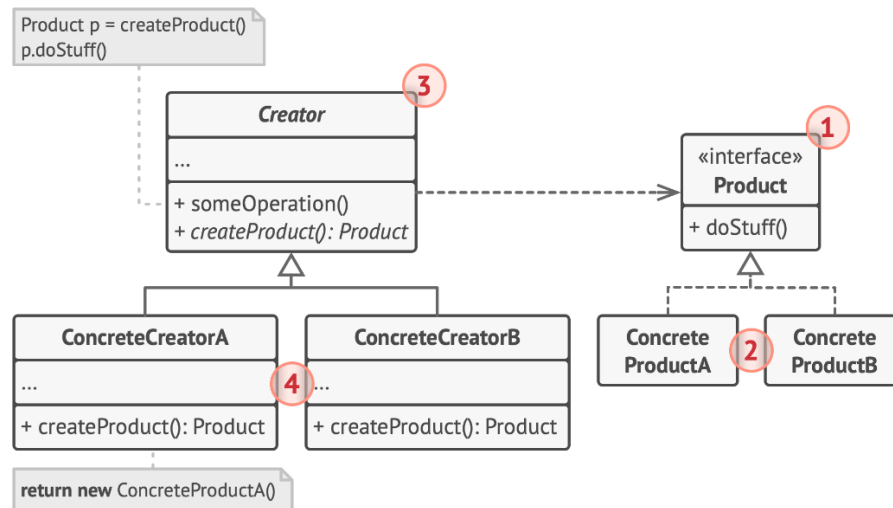 Product p = createProduct()
p.doStuff()
3
Creator
...
+ someOperation()
+ createProduct(): Product
1
«interface»
Product
+ doStuff()
ConcreteCreatorA
...
+ createProduct(): Product
4
ConcreteCreatorB
...
+ createProduct(): Product
Concrete
ProductA
2
Concrete
ProductB
return new ConcreteProductA()